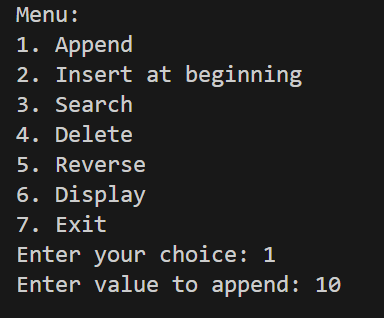 Menu:
1. Append
2. Insert at beginning
3. Search
4. Delete
5. Reverse
6. Display
7. Exit
Enter your choice: 1
Enter value to append: 10